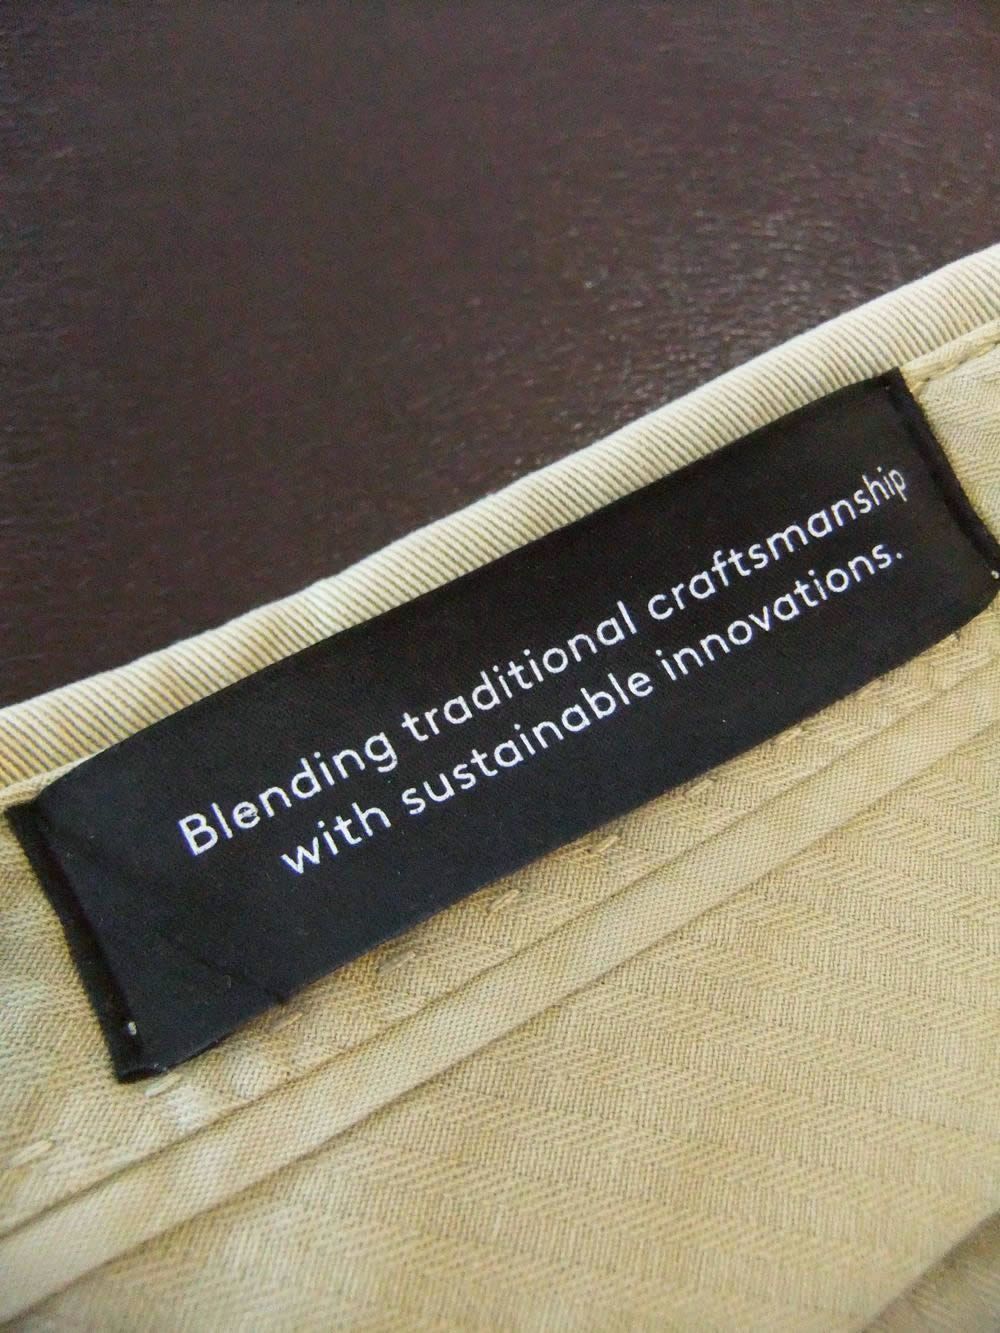 Blending traditional craftsmanship
with sustainable innovations.